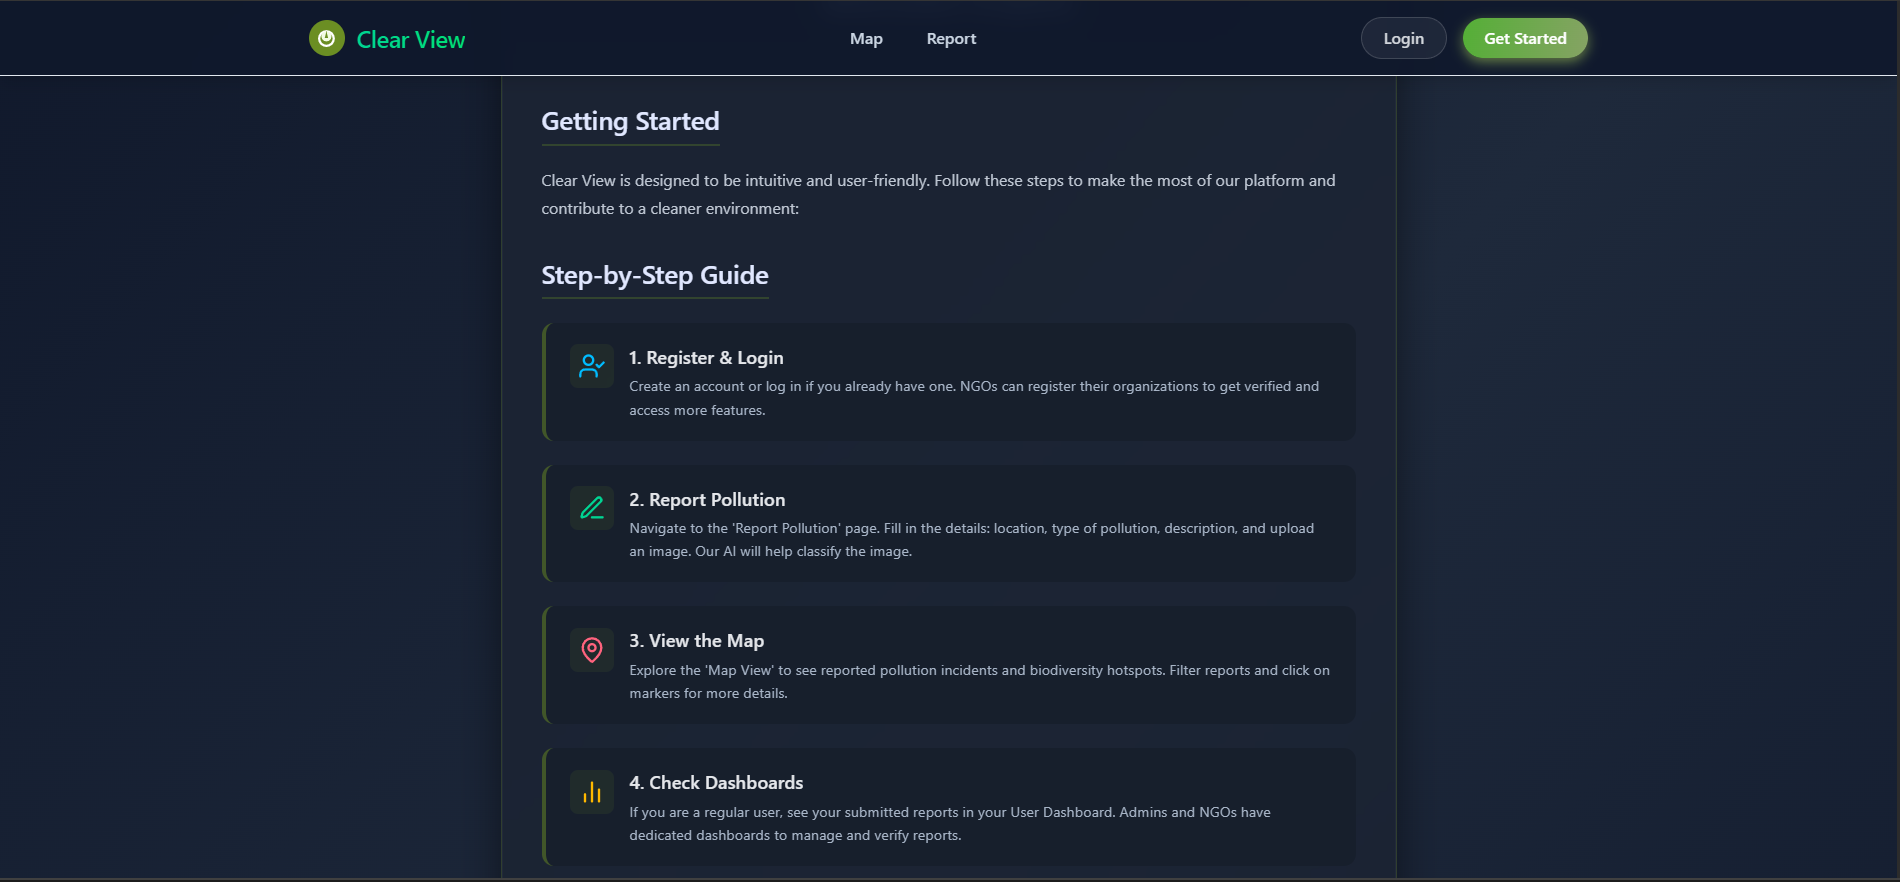 Clear View
Map
Report
Login
Get Started
Getting Started
Clear View is designed to be intuitive and user-friendly. Follow these steps to make the most of our platform and
contribute to a cleaner environment:
Step-by-Step Guide
1. Register & Login
Create an account or log in if you already have one. NGOs can register their organizations to get verified and
access more features.
2. Report Pollution
Navigate to the 'Report Pollution' page. Fill in the details: location, type of pollution, description, and upload
an image. Our AI will help classify the image.
3. View the Map
Explore the 'Map View' to see reported pollution incidents and biodiversity hotspots. Filter reports and click on
markers for more details.
4. Check Dashboards
If you are a regular user, see your submitted reports in your User Dashboard. Admins and NGOs have
dedicated dashboards to manage and verify reports.